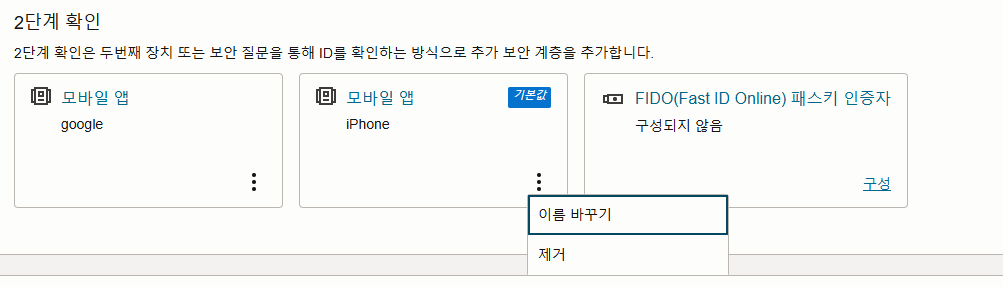 2단계 확인
2단계 확인은 두번째 장치 또는 보안 질문을 통해 ID를 확인하는 방식으로 추가 보안 계층을 추가합니다.
모바일 앱
google
모바일 앱
기본값
iPhone
FIDO(Fast ID Online) 패스키 인증자
구성되지 않음
구성
이름 바꾸기
제거